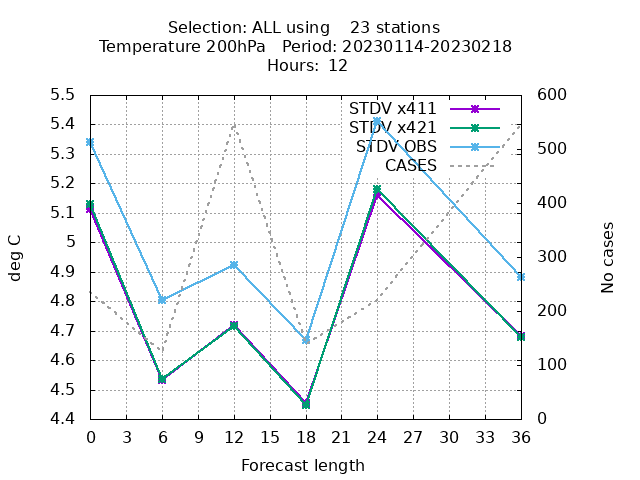 Selection: ALL using 23 stations
Temperature 200hPa Period: 20230114-20230218
Hours: 12
STDV x411
STDV x421
STDV OBS
CASES
deg C
No cases
5.5
5.4
5.3
5.2
5.1
5
4.9
4.8
4.7
4.6
4.5
4.4
600
500
400
300
200
100
0
0 3 6 9 12 15 18 21 24 27 30 33 36
Forecast length